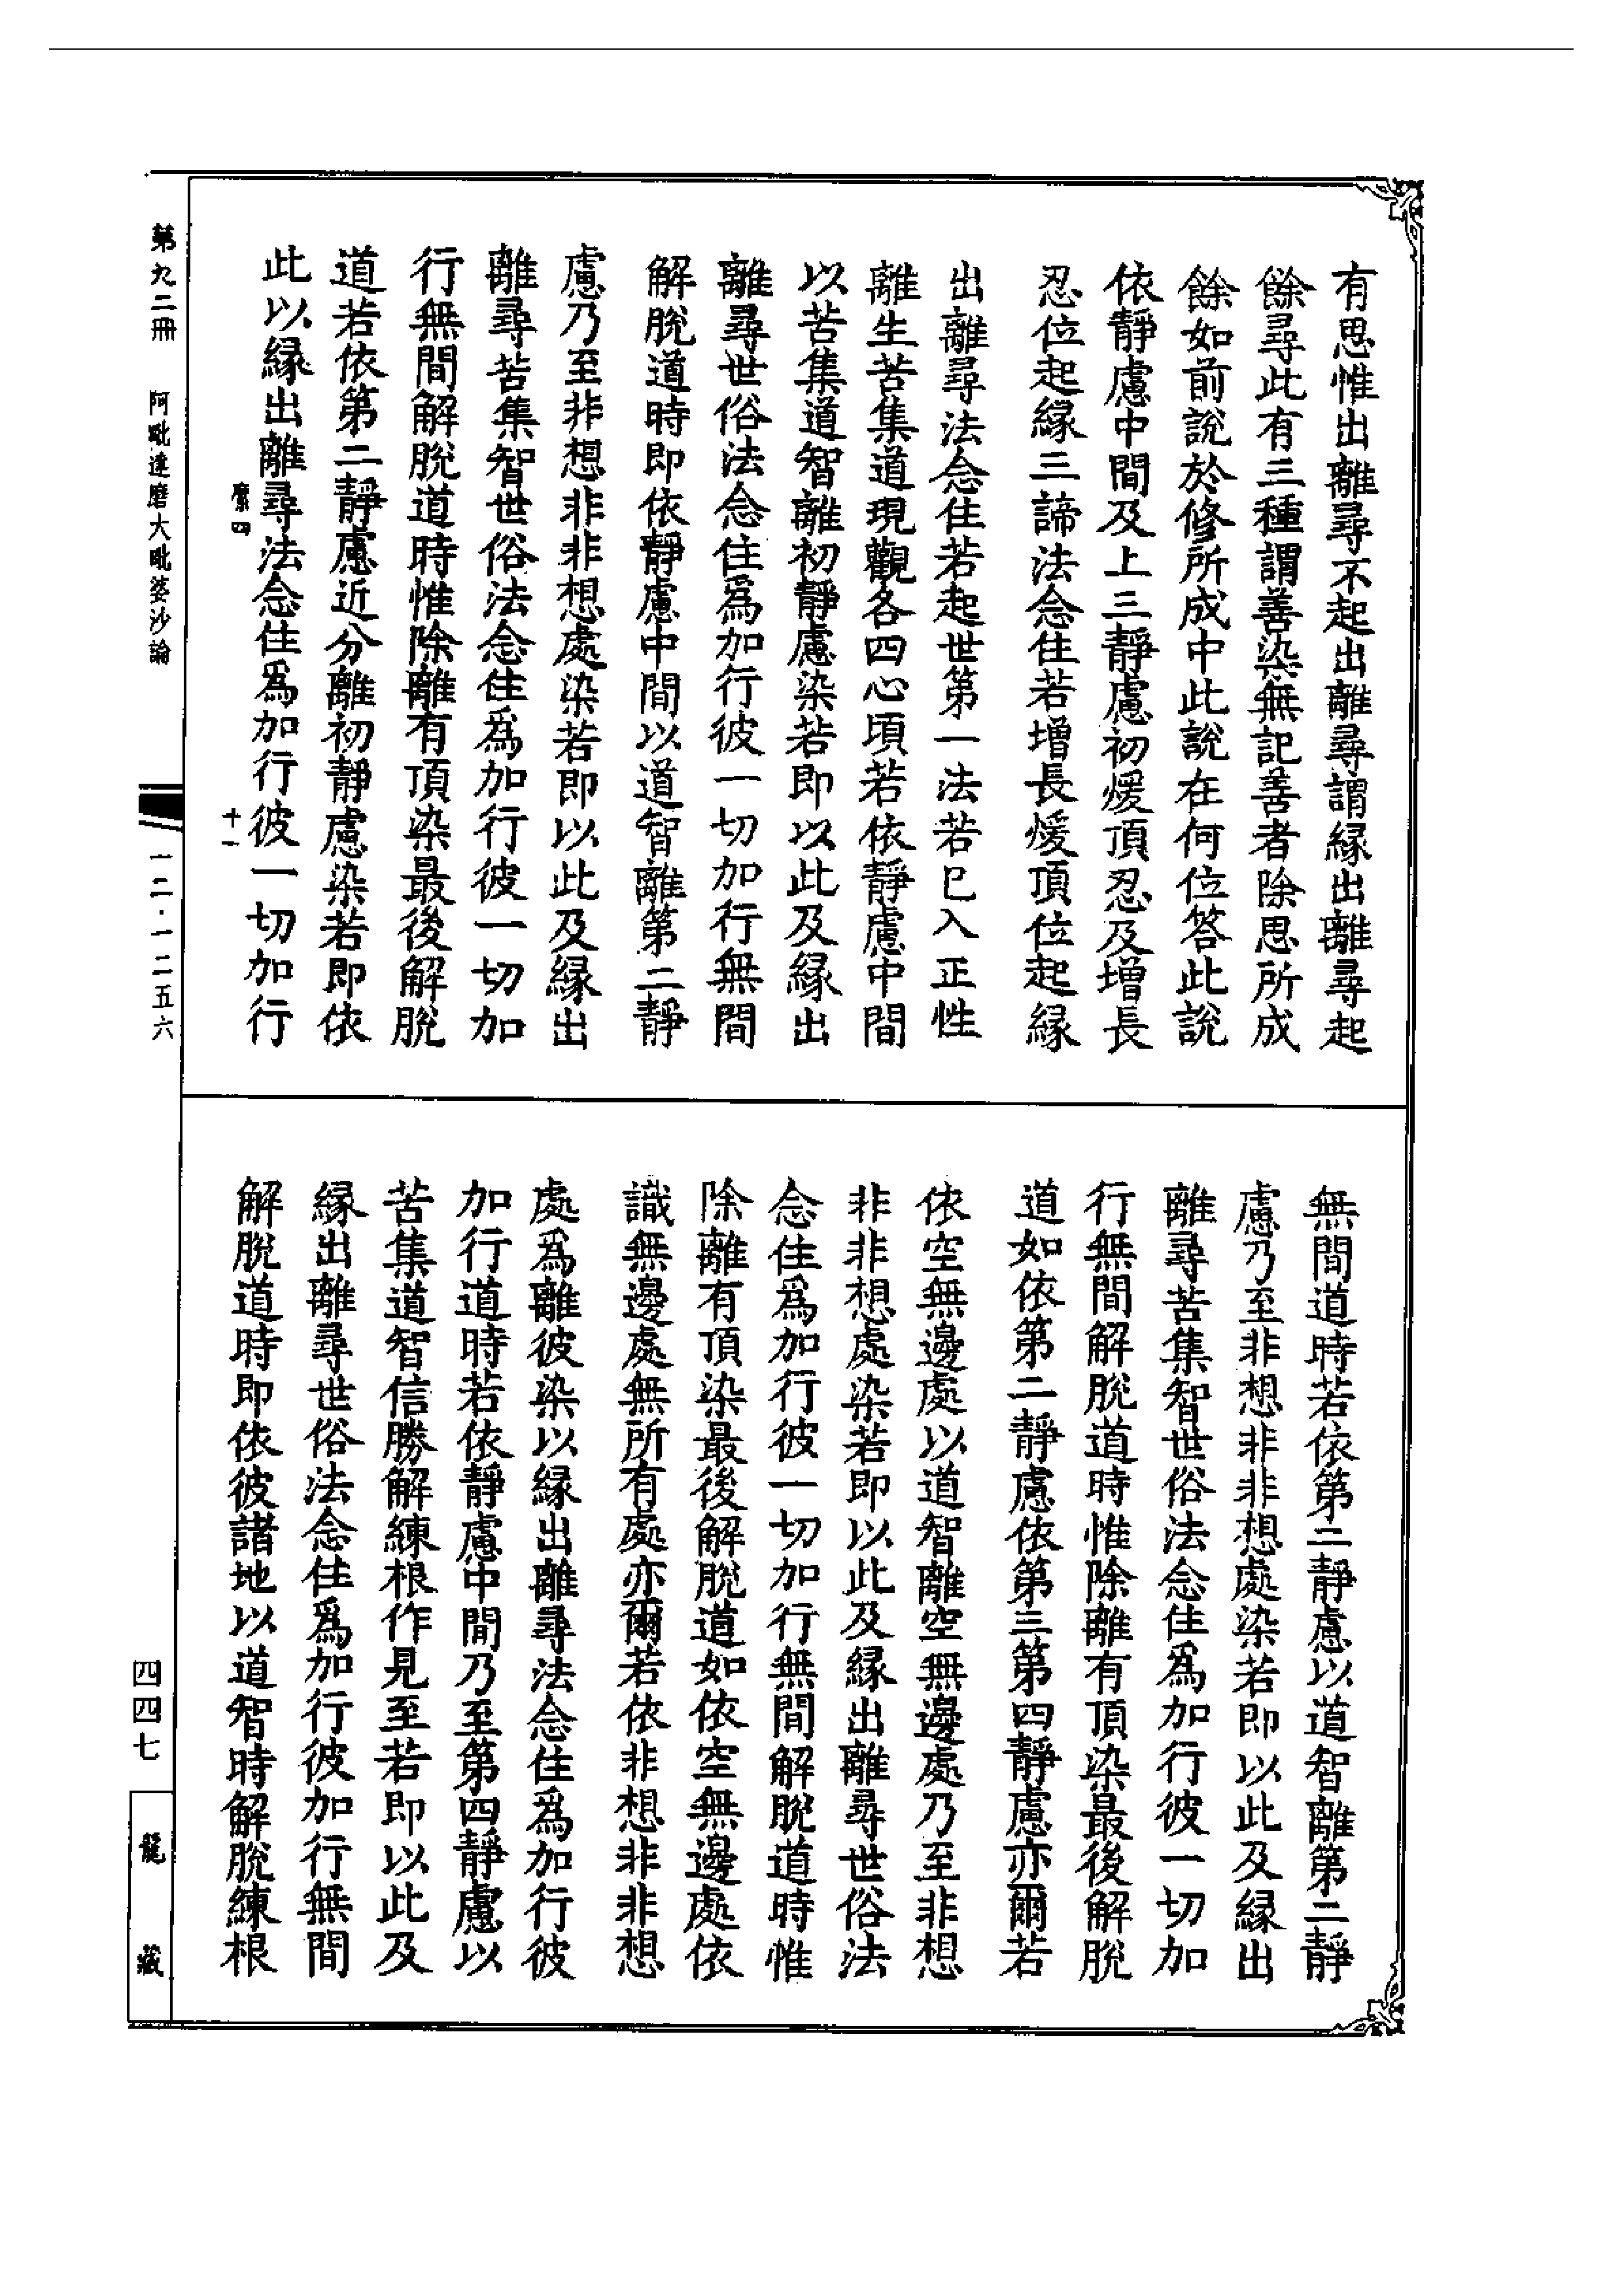 有思惟出離尋不起出離尋謂縁出離尋起
餘尋此有三種謂善染無記善者除思所成
餘如前說於修所成中此說在何位答此說
依靜慮中間及上三靜慮初煖頂忍及增長
忍位起縁三諦法念住若增長煖頂位起縁
出離尋法念住若起世第一法若已入正性
離生苦集道現觀各四心頃若依靜慮中間
以苦集道智離初靜慮染若即以此及縁出
離尋世俗法念住爲加行彼一切加行無間
解脫道時即依靜慮中間以道智離第二靜
慮乃至非想非非想處染若即以此及縁出
離尋苦集智世俗法念住爲加行彼一切加
行無間解脫道時惟除離有頂染最後解脫
道若依第二靜慮近分離初靜慮染若即依
此以縁出離尋法念住爲加行彼一切加行
縻四
十一
無間道時若依第二靜慮以道智離第二靜
慮乃至非想非非想處染若即以此及縁出
離尋苦集智世俗法念住爲加行彼一切加
行無間解脫道時惟除離有頂染最後解脫
道如依第二靜慮依第三第四靜慮亦爾若
依空無邊處以道智離空無邊處乃至非想
非非想處染若即以此及縁出離尋世俗法
念住爲加行彼一切加行無間解脫道時惟
除離有頂染最後解脫道如依空無邊處依
識無邊處無所有處亦爾若依非想非非想
處爲離彼染以縁出離尋法念住爲加行彼
加行道時若依靜慮中間乃至第四靜慮以
苦集道智信勝解練根作見至若即以此及
縁出離尋世俗法念住爲加行彼加行無間
解脫道時即依彼諸地以道智時解脫練根
第九二冊 阿毗達磨大毗婆沙論
一二·一二五六
四四七
龍藏